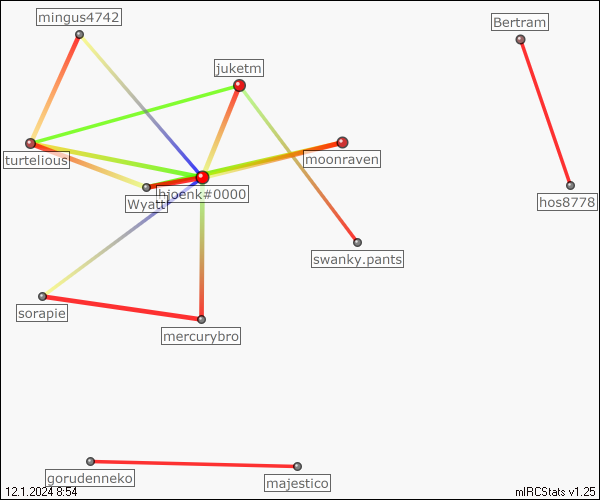 mingus4742
Bertram
juketm
turtelious
moonraven
Wyatt
hjoenk#0000
hos8778
swanky.pants
sorapie
mercurybro
gorudenneko
majestico
12.1.2024 8:54
mIRCStats v1.25